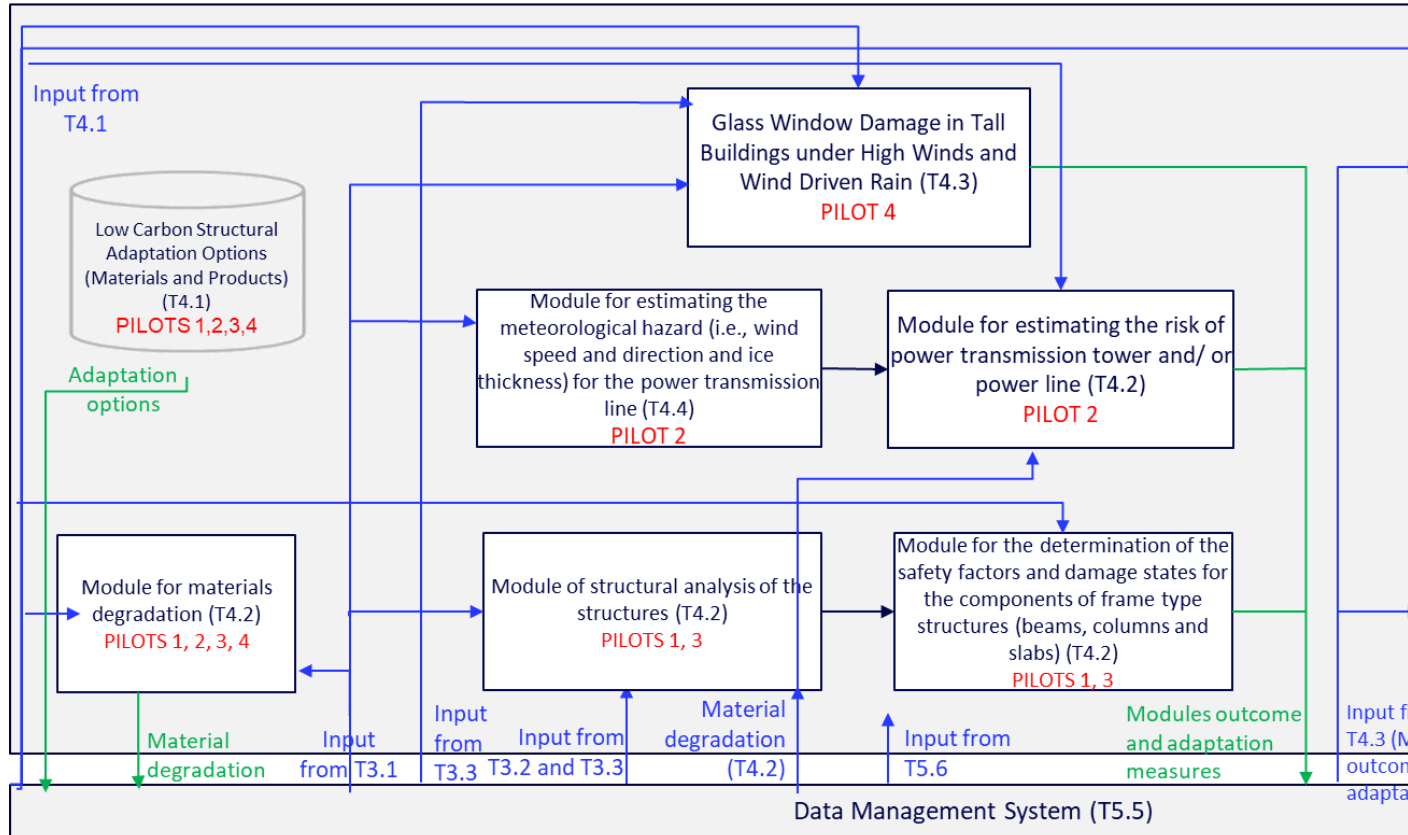 Input from
T4.1
Glass Window Damage in Tall
Buildings under High Winds and
Wind Driven Rain (T4.3)
PILOT 4
Low Carbon Structural
Adaptation Options
(Materials and Products)
(T4.1)
PILOTS 1,2,3,4
Module for estimating the
meteorological hazard (i.e., wind
speed and direction and ice
thickness) for the power transmission
line (T4.4)
PILOT 2
Module for estimating the risk of
power transmission tower and/ or
power line (T4.2)
PILOT 2
Adaptation
options
Module for materials
degradation (T4.2)
PILOTS 1, 2, 3, 4
Module of structural analysis of the
structures (T4.2)
PILOTS 1, 3
Module for the determination of the
safety factors and damage states for
the components of frame type
structures (beams, columns and
slabs) (T4.2)
PILOTS 1, 3
Material
degradation
Input
from T3.1
Input
from
T3.3
Input from
T3.2 and T3.3
Material
degradation
(T4.2)
Input from
T5.6
Modules outcome
and adaptation
measures
Input f
T4.3 (M
outcon
adapta
Data Management System (T5.5)